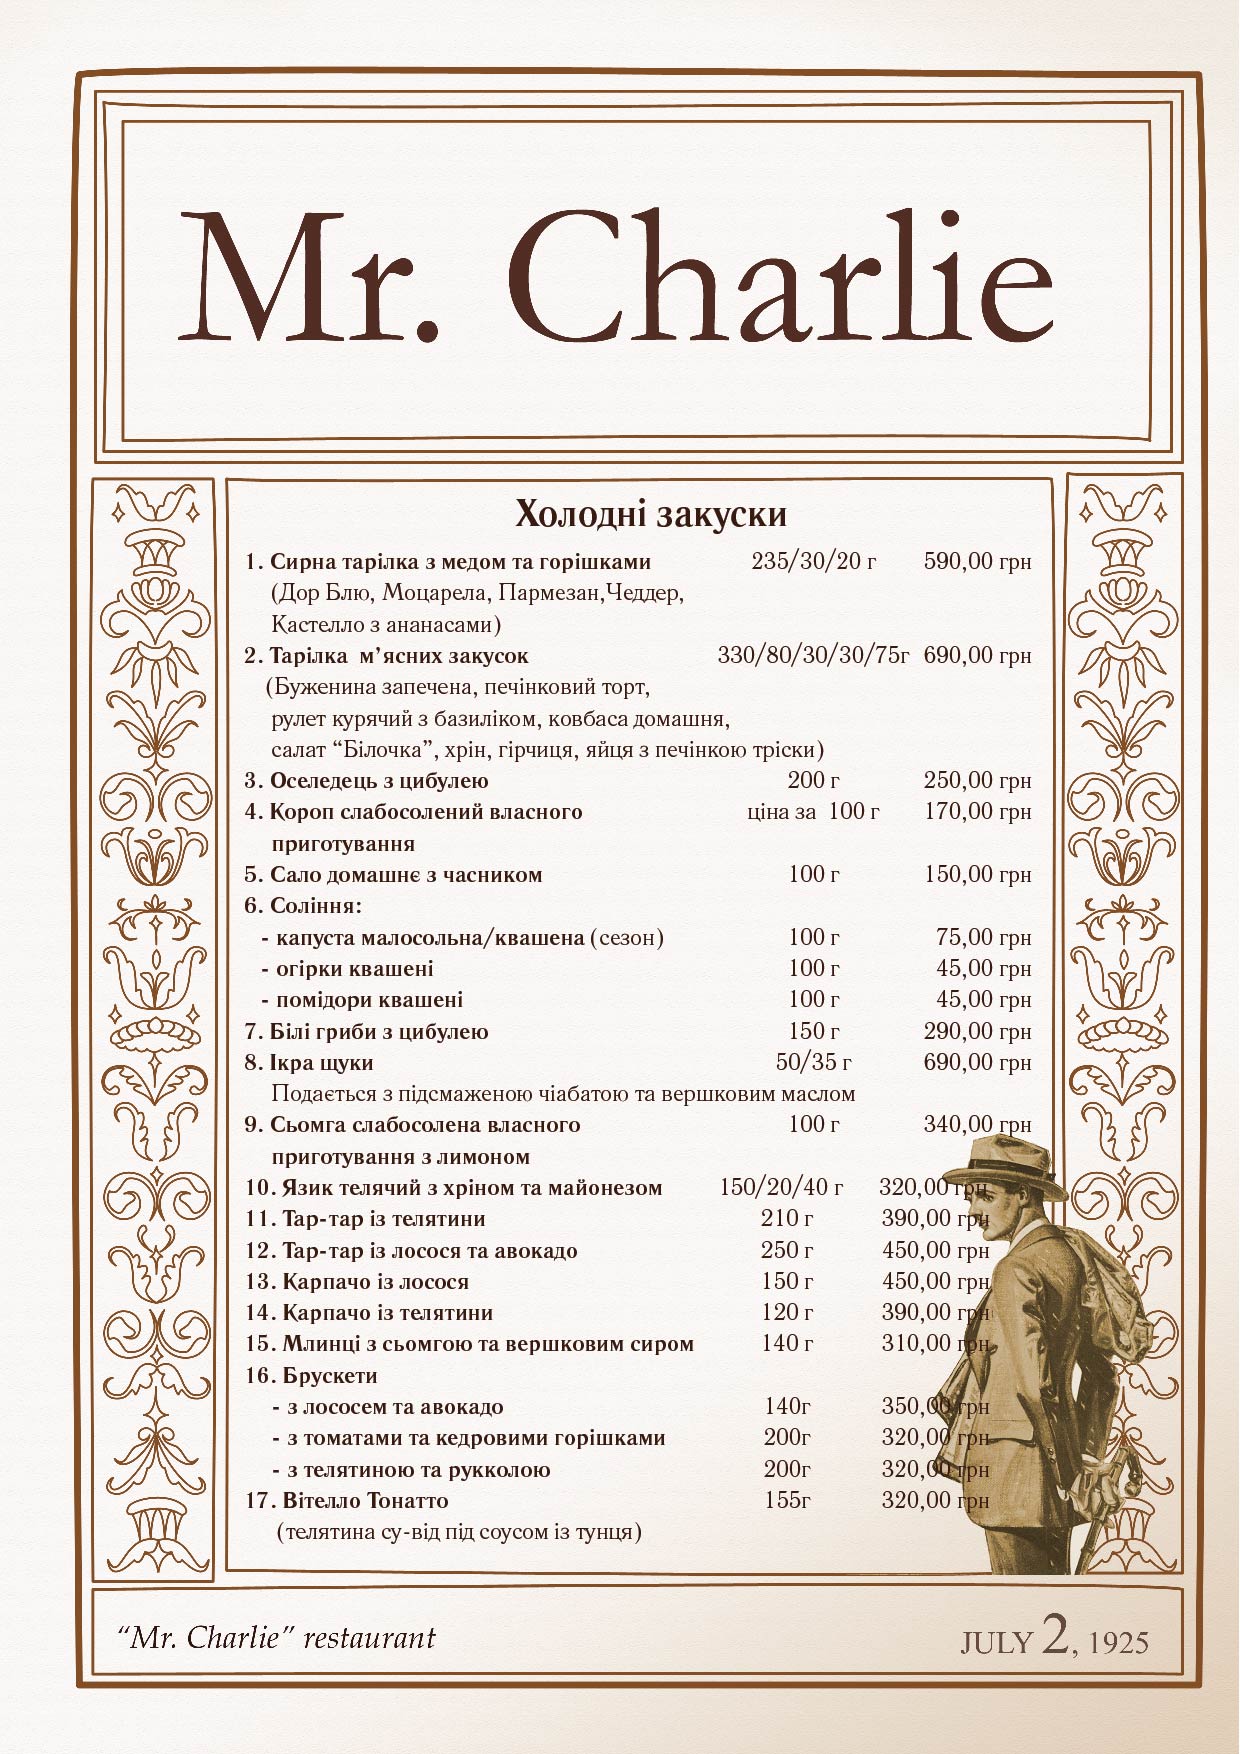 Mr. Charlie
Холодні закуски
1. Сирна тарілка з медом та горішками 235/30/20 г 590,00 грн
(Дор Блю, Моцарела, Пармезан,Чеддер,
Кастелло з ананасами)
2. Тарілка м’ясних закусок 330/80/30/30/75г 690,00 грн
(Буженина запечена, печінковий торт,
рулет курячий з базиліком, ковбаса домашня,
салат “Білочка”, хрін, гірчиця, яйця з печінкою тріски)
3. Оселедець з цибулею 200 г 250,00 грн
4. Короп слабосолений власного ціна за 100 г 170,00 грн
приготування
5. Сало домашнє з часником 100 г 150,00 грн
6. Соління:
- капуста малосольна/квашена (сезон) 100 г 75,00 грн
- огірки квашені 100 г 45,00 грн
- помідори квашені 100 г 45,00 грн
7. Білі гриби з цибулею 150 г 290,00 грн
8. Ікра щуки 50/35 г 690,00 грн
Подається з підсмаженою чіабатою та вершковим маслом
9. Сьомга слабосолена власного 100 г 340,00 грн
приготування з лимоном
10. Язик телячий з хріном та майонезом 150/20/40 г 320,00 грн
11. Тар-тар із телятини 210 г 390,00 грн
12. Тар-тар із лосося та авокадо 250 г 450,00 грн
13. Карпачо із лосося 150 г 450,00 грн
14. Карпачо із телятини 120 г 390,00 грн
15. Млинці з сьомгою та вершковим сиром 140 г 310,00 грн
16. Брускети
- з лососем та авокадо 140г 350,00 грн
- з томатами та кедровими горішками 200г 320,00 грн
- з телятиною та рукколою 200г 320,00 грн
17. Вітелло Тонатто 155г 320,00 грн
(телятина су-від під соусом із тунця)
“Mr. Charlie” restaurant JULY 2, 1925